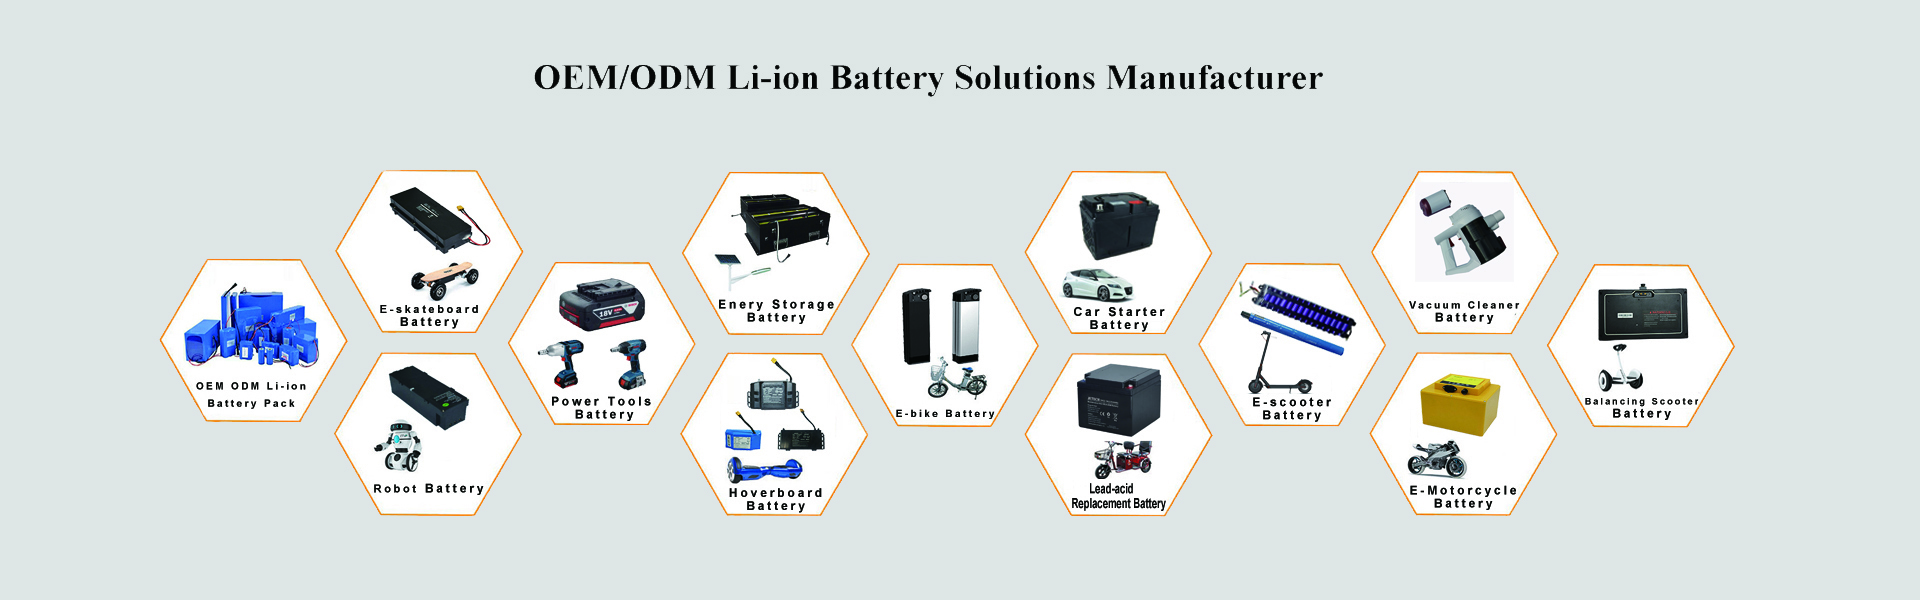 OEM/ODM Li-ion Battery Solutions Manufacturer
OEM ODM Li-ion
Battery Pack
E-skateboard
Battery
Robot Battery
18V
Power Tools
Battery
Enery Storage
Battery
Hoverboard
Battery
E-bike Battery
Car Starter
Battery
Lead-acid
Replacement Battery
E-scooter
Battery
Vacuum Cleaner
Battery
E-Motorcycle
Battery
Balancing Scooter
Battery